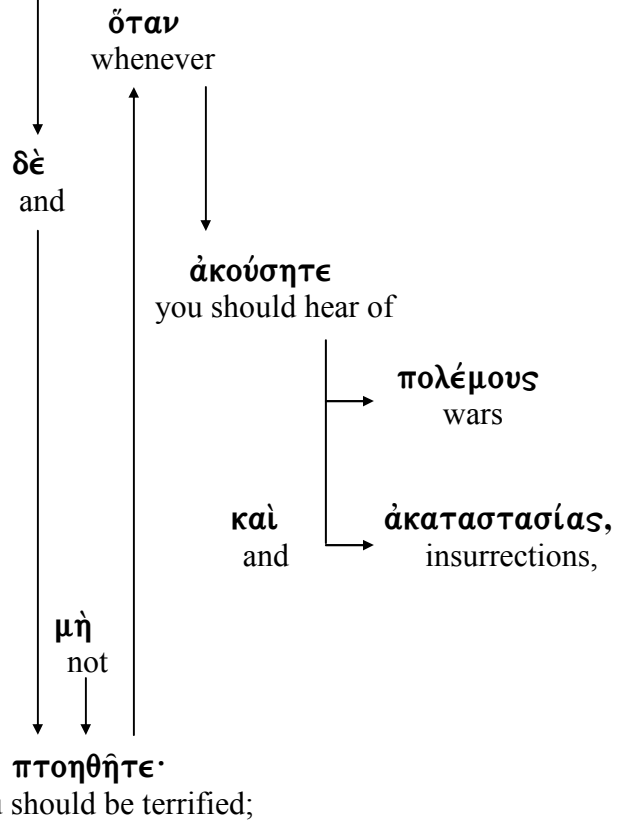 ὅταν
whenever
δὲ
and
ἀκούσητε
you should hear of
πολέμους
wars
καὶ ἀκαταστασίας,
and insurrections,
μὴ
not
πτοηθῆτε·
should be terrified;